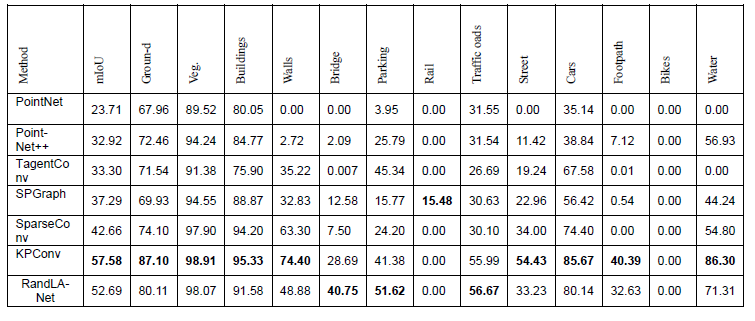 Method mIoU Groun-d Veg. Buildings Walls Bridge Parking Rail Traffic oads Street Cars Footpath Bikes Water
PointNet 23.71 67.96 89.52 80.05 0.00 0.00 3.95 0.00 31.55 0.00 35.14 0.00 0.00 0.00
Point-
Net++ 32.92 72.46 94.24 84.77 2.72 2.09 25.79 0.00 31.54 11.42 38.84 7.12 0.00 56.93
TagentCo
nv 33.30 71.54 91.38 75.90 35.22 0.007 45.34 0.00 26.69 19.24 67.58 0.01 0.00 0.00
SPGraph 37.29 69.93 94.55 88.87 32.83 12.58 15.77 15.48 30.63 22.96 56.42 0.54 0.00 44.24
SparseCo
nv 42.66 74.10 97.90 94.20 63.30 7.50 24.20 0.00 30.10 34.00 74.40 0.00 0.00 54.80
KPConv 57.58 87.10 98.91 95.33 74.40 28.69 41.38 0.00 55.99 54.43 85.67 40.39 0.00 86.30
RandLA-
Net 52.69 80.11 98.07 91.58 48.88 40.75 51.62 0.00 56.67 33.23 80.14 32.63 0.00 71.31